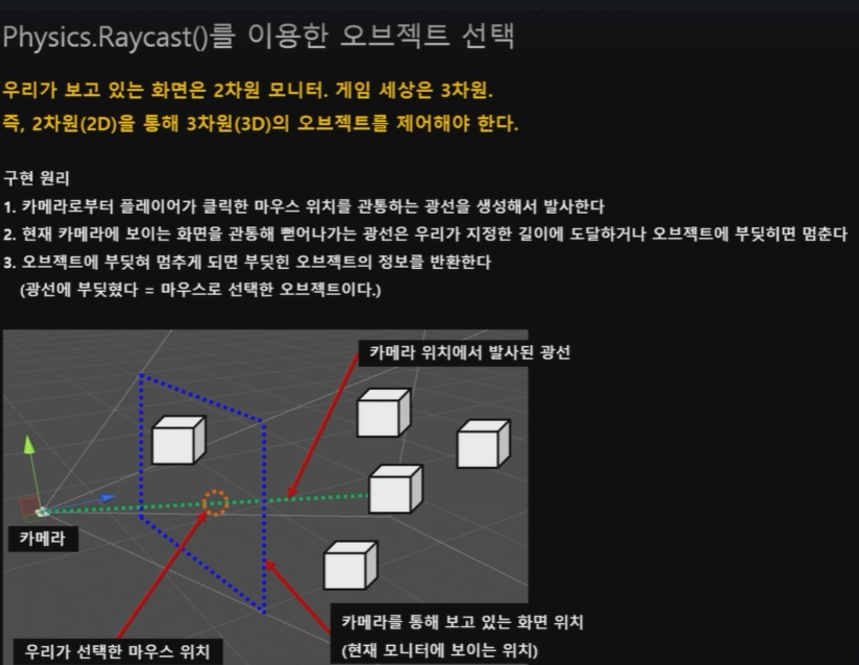 Physics.Raycast()를 이용한 오브젝트 선택
우리가 보고 있는 화면은 2차원 모니터. 게임 세상은 3차원.
즉, 2차원(2D)을 통해 3차원(3D)의 오브젝트를 제어해야 한다.
구현 원리
1. 카메라로부터 플레이어가 클릭한 마우스 위치를 관통하는 광선을 생성해서 발사한다
2. 현재 카메라에 보이는 화면을 관통해 뻗어나가는 광선은 우리가 지정한 길이에 도달하거나 오브젝트에 부딪히면 멈춘다
3. 오브젝트에 부딪혀 멈추게 되면 부딪힌 오브젝트의 정보를 반환한다
(광선에 부딪혔다 = 마우스로 선택한 오브젝트이다.)
카메라 위치에서 발사된 광선
카메라
카메라를 통해 보고 있는 화면 위치
(현재 모니터에 보이는 위치)
우리가 선택한 마우스 위치